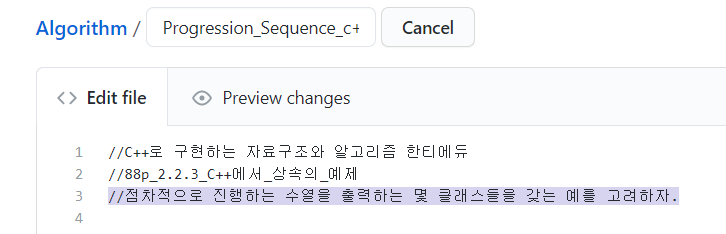 Algorithm / Progression_Sequence_c+ Cancel
<> Edit file Preview changes
1 //C++로 구현하는 자료구조와 알고리즘 한티에듀
2 //88p_2.2.3_C++에서_상속의_예제
3 //점차적으로 진행하는 수열을 출력하는 몇 클래스들을 갖는 예를 고려하자.
4